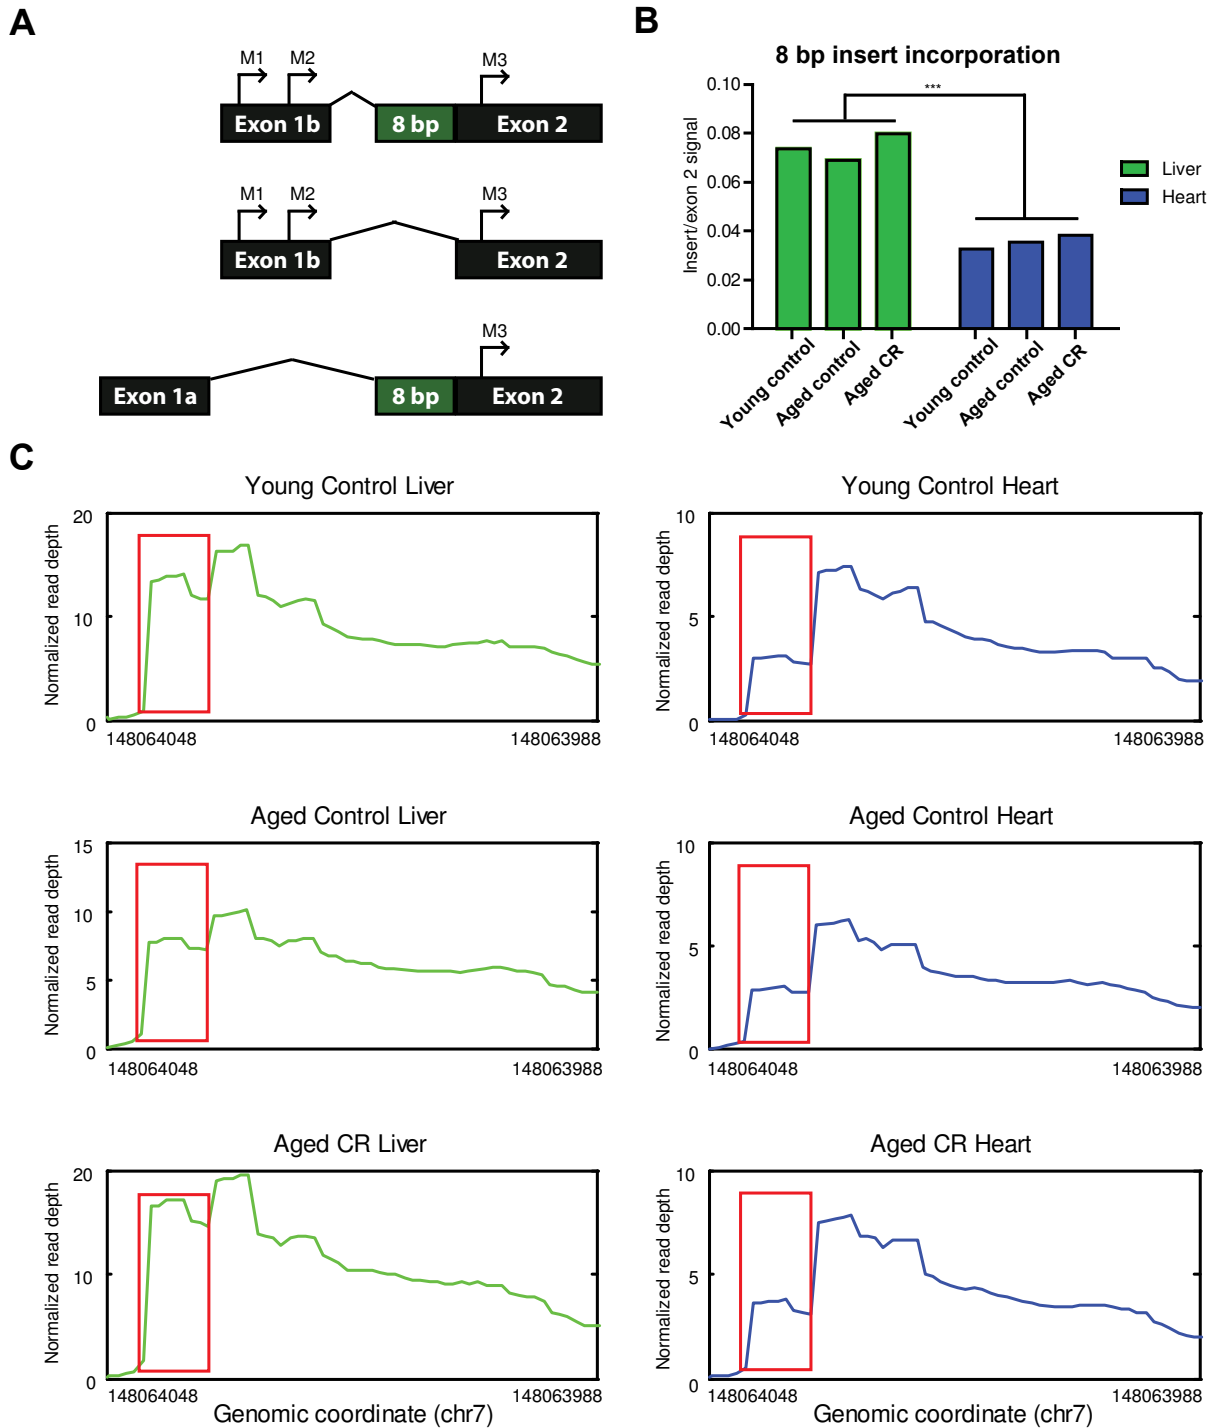 A
M1 M2 M3
Exon 1b 8 bp Exon 2
M1 M2 M3
Exon 1b Exon 2
M3
Exon 1a 8 bp Exon 2
B
8 bp insert incorporation
Insert/exon 2 signal
0.10
0.08
0.06
0.04
0.02
0.00
***
Liver
Heart
Young control
Aged control
Aged CR
Young control
Aged control
Aged CR
C
Young Control Liver
Normalized read depth
20
10
0
148064048 148063988
Young Control Heart
Normalized read depth
10
5
0
148064048 148063988
Aged Control Liver
Normalized read depth
15
10
5
0
148064048 148063988
Aged Control Heart
Normalized read depth
10
5
0
148064048 148063988
Aged CR Liver
Normalized read depth
20
10
0
148064048 148063988
Genomic coordinate (chr7)
Aged CR Heart
Normalized read depth
10
5
0
148064048 148063988
Genomic coordinate (chr7)